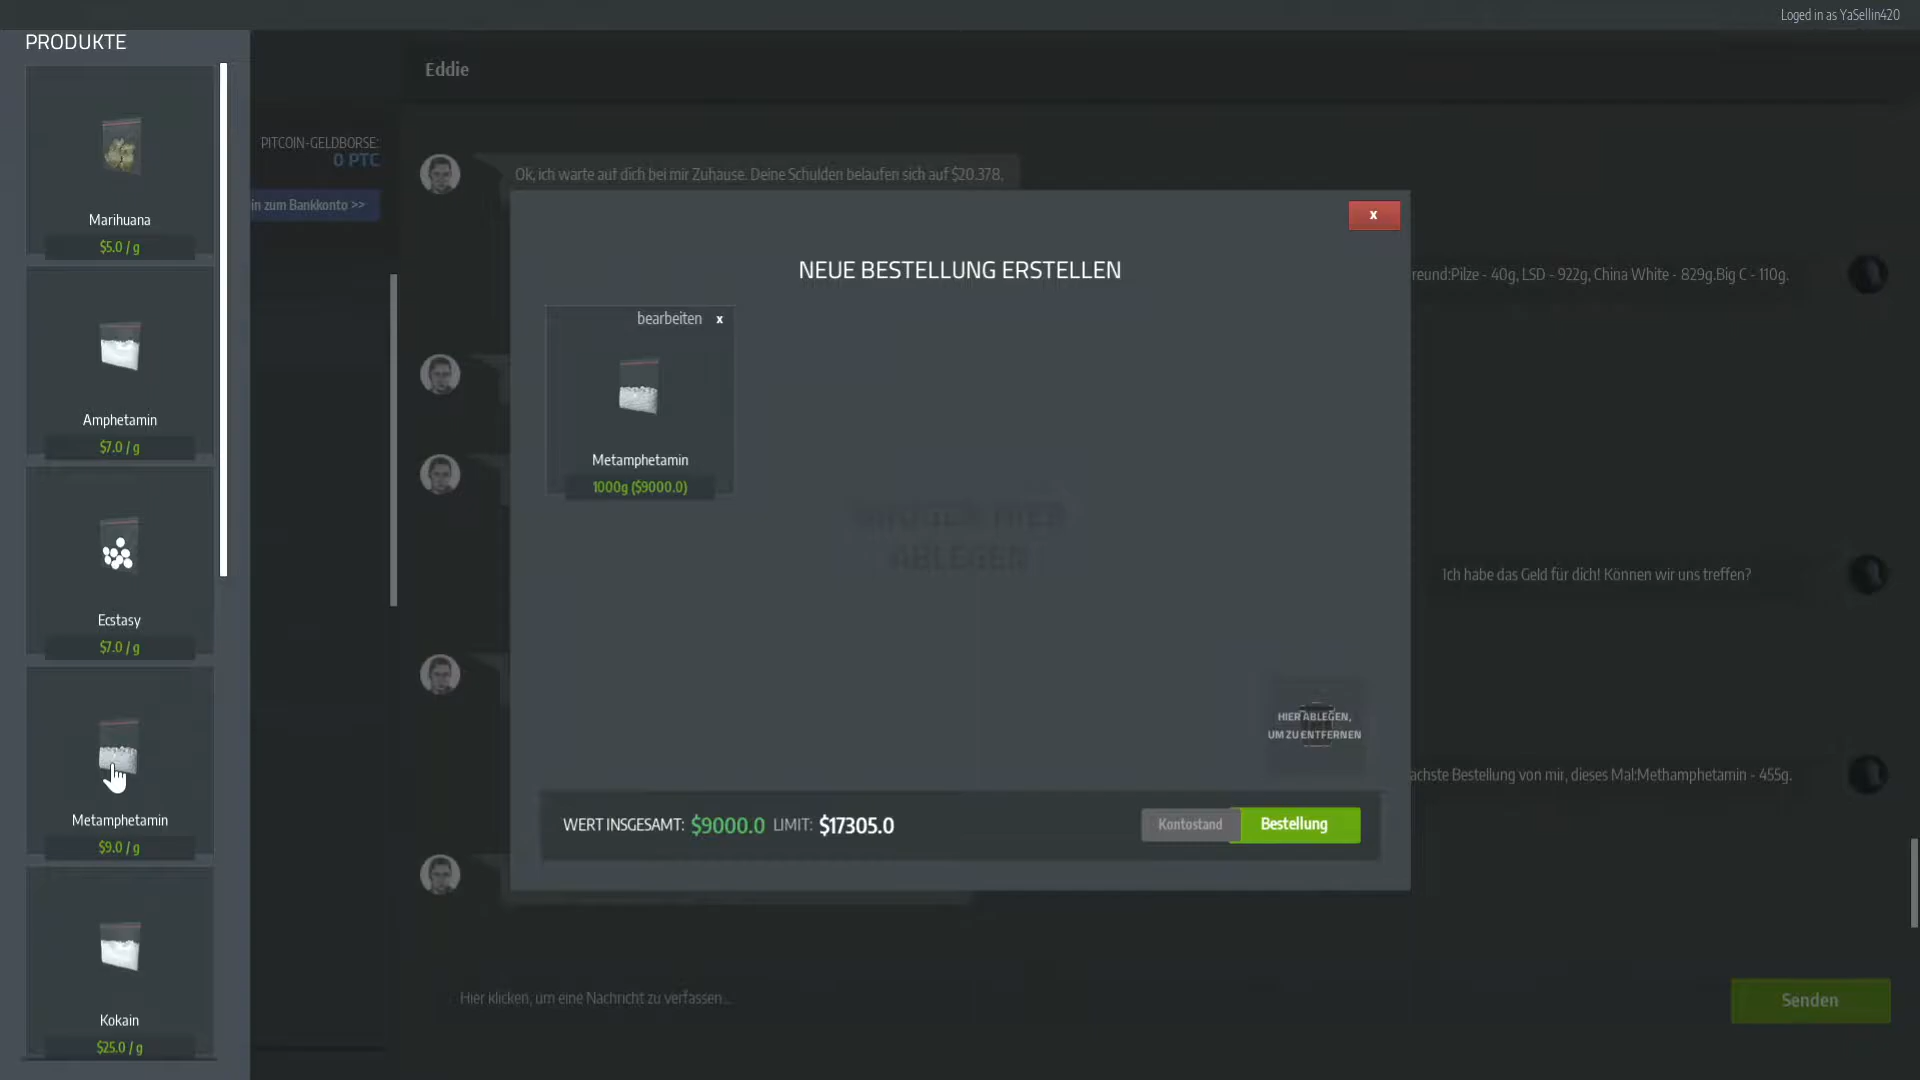 Loged in as YaSellin420
PRODUKTE
Marihuana
$5.0 / g
Amphetamin
$7.0 / g
Ecstasy
$7.0 / g
Metamphetamin
$9.0 / g
Kokain
$25.0 / g
PITCOIN-GELDBÖRSE:
0 PTC
in zum Bankkonto >>
Eddie
Ok, ich warte auf dich bei mir Zuhause. Deine Schulden belaufen sich auf $20.378.
reund:Pilze - 40g, LSD - 922g, China White - 829g.Big C - 110g.
Ich habe das Geld für dich! Können wir uns treffen?
achste Bestellung von mir, dieses Mal:Methamphetamin - 455g.
x
NEUE BESTELLUNG ERSTELLEN
bearbeiten x
Metamphetamin
1000g ($9000.0)
HIER
ABLEGEN
HIER ABLEGEN,
UM ZU ENTFERNEN
WERT INSGESAMT: $9000.0 LIMIT: $17305.0
Kontostand
Bestellung
Hier klicken, um eine Nachricht zu verfassen...
Senden